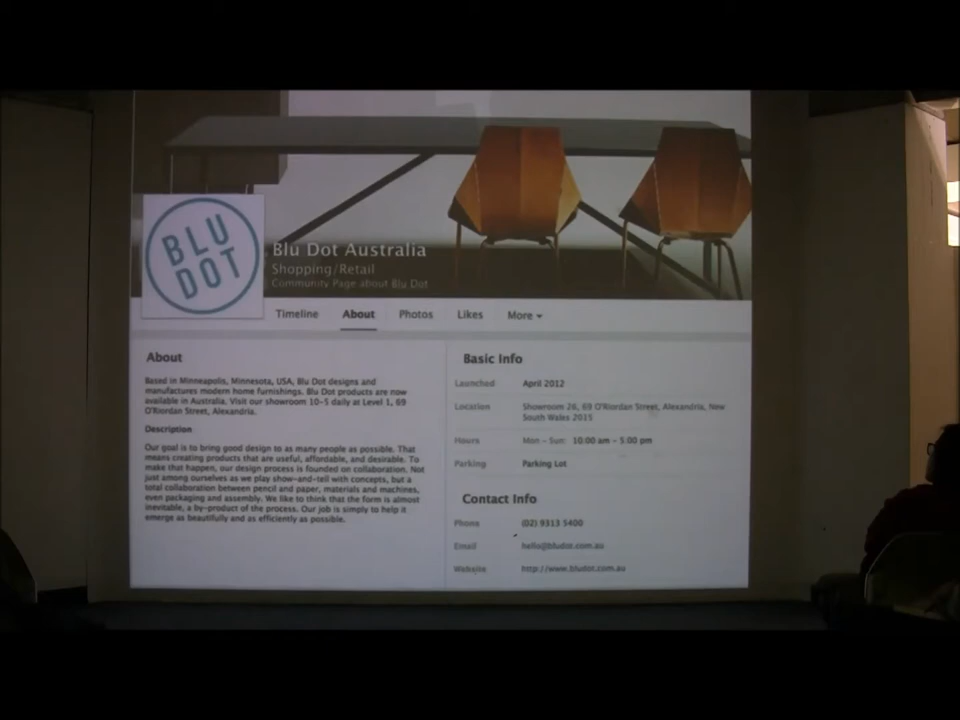 BLU
DOT
Blu Dot Australia
Shopping/Retail
Community Page about Blu Dot
Timeline
About
Photos
Likes
More
About
Based in Minneapolis, Minnesota, USA, Blu Dot designs and
manufactures modern home furnishings. Blu Dot products are now
available in Australia. Visit our showroom 10-5 daily at Level 1, 69
O'Riordan Street, Alexandria.
Description
Our goal is to bring good design to as many people as possible. That
means creating products that are useful, affordable, and desirable. To
make that happen, our design process is founded on collaboration. Not
just among ourselves as we play show-and-tell with concepts, but a
total collaboration between pencil and paper, materials and machines,
even packaging and assembly. We like to think that the form is almost
inevitable, a by-product of the process. Our job is simply to help it
emerge as beautifully and as efficiently as possible.
Basic Info
Launched April 2012
Location Showroom 26, 69 O'Riordan Street, Alexandria, New
South Wales 2015
Hours Mon - Sun: 10:00 am - 5:00 pm
Parking Parking Lot
Contact Info
Phone (02) 9313 5400
Email hello@bludot.com.au
Website http://www.bludot.com.au